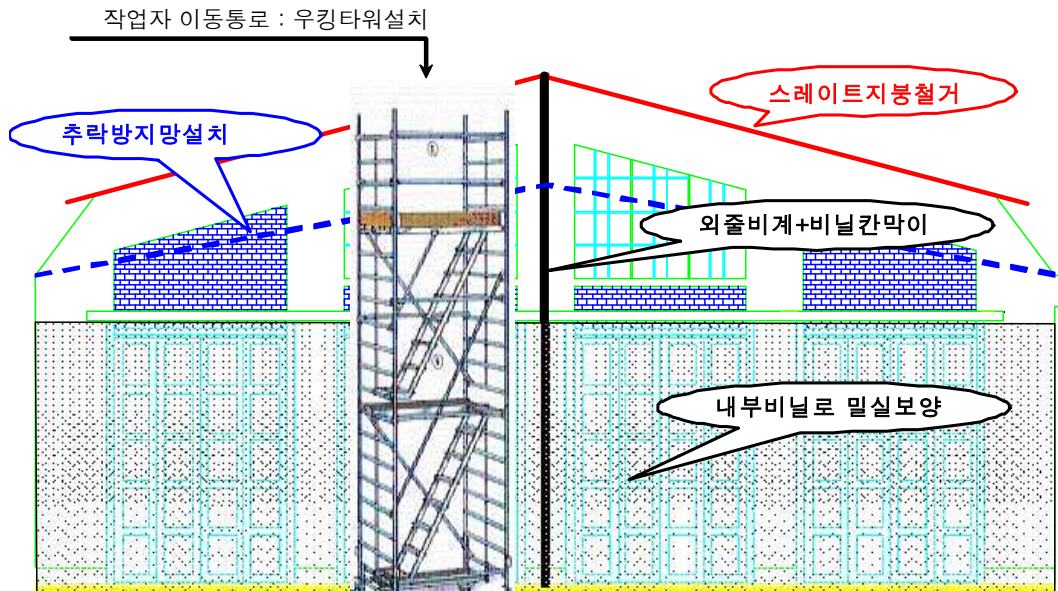 작업자 이동통로 : 우킹타워설치
스레이트지붕철거
추락방지망설치
외줄비계+비닐칸막이
내부비닐로 밀실보양